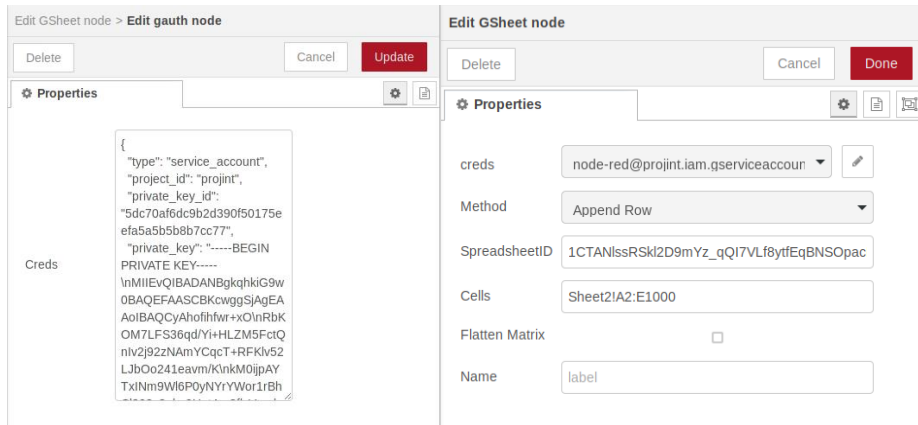 Edit GSheet node > Edit gauth node
Delete
Cancel
Update
Properties
Creds
{
"type": "service_account",
"project_id": "projint",
"private_key_id":
"5dc70af6dc9b2d390f50175e
efa5a5b5b8b7cc77",
"private_key": "-----BEGIN
PRIVATE KEY-----
\nMIIEvQIBADANBgkqhkiG9w
0BAQEFAASCBKcwggSjAgEA
AoIBAQCyAhofihfwr+xO\nRbK
OM7LFS36qd/Yi+HLZM5FctQ
nIv2j92zNAmYCqcT+RFKlv52
LJbOo241eavm/K\nkM0ijpAY
TxINm9Wl6P0yNYrYWor1rBh
Edit GSheet node
Delete
Cancel
Done
Properties
creds
node-red@projint.iam.gserviceaccoun
Method
Append Row
SpreadsheetID
1CTANlssRSkl2D9mYz_qQI7VLf8ytfEqBNSOpac
Cells
Sheet2!A2:E1000
Flatten Matrix
Name
label